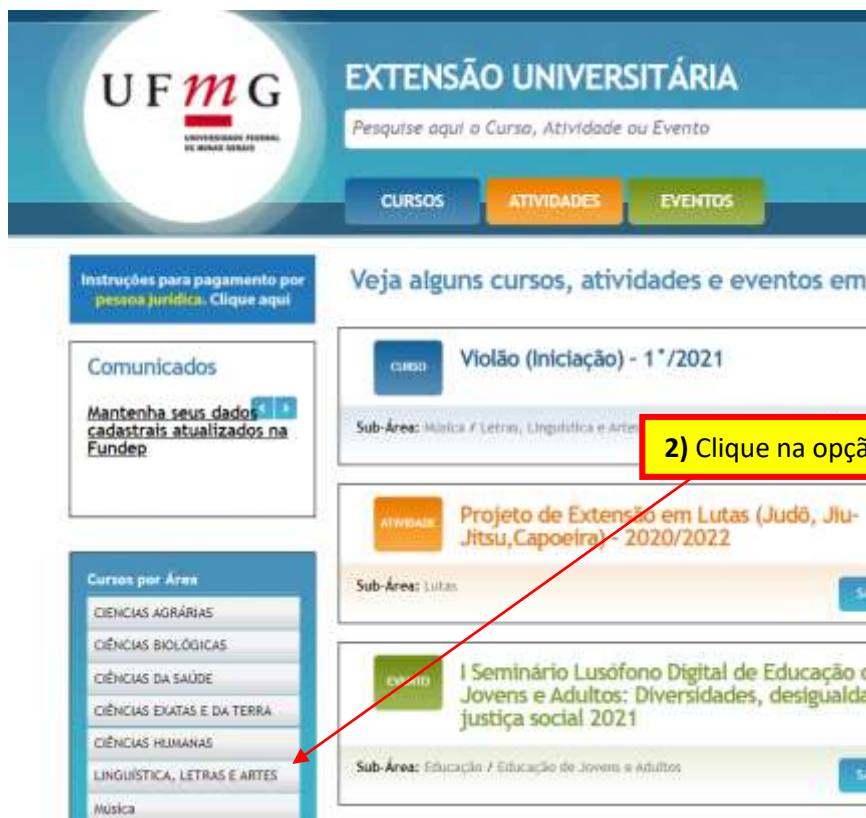 UFmG
UNIVERSIDADE FEDERAL
DE MINAS GERAIS
EXTENSÃO UNIVERSITÁRIA
Pesquise aqui o Curso, Atividade ou Evento
CURSOS
ATIVIDADES
EVENTOS
Instruções para pagamento por
pessoa jurídica. Clique aqui
Comunicados
Mantenha seus dados
cadastrais atualizados na
Fundep
Cursos por Área
CIENCIAS AGRÁRIAS
CIÊNCIAS BIOLÓGICAS
CIÊNCIAS DA SAÚDE
CIÊNCIAS EXATAS E DA TERRA
CIÊNCIAS HUMANAS
LINGUÍSTICA, LETRAS E ARTES
Música
Veja alguns cursos, atividades e eventos em
CURSO
Violão (Iniciação) - 1°/2021
Sub-Área: Música / Letras, Linguística e Artes
2) Clique na opçã
ATIVIDADE
Projeto de Extensão em Lutas (Judô, Jiu-
Jitsu,Capoeira) - 2020/2022
Sub-Área: Lutas
EVENTO
I Seminário Lusófono Digital de Educação
Jovens e Adultos: Diversidades, desigualda
justiça social 2021
Sub-Área: Educação / Educação de Jovens e Adultos